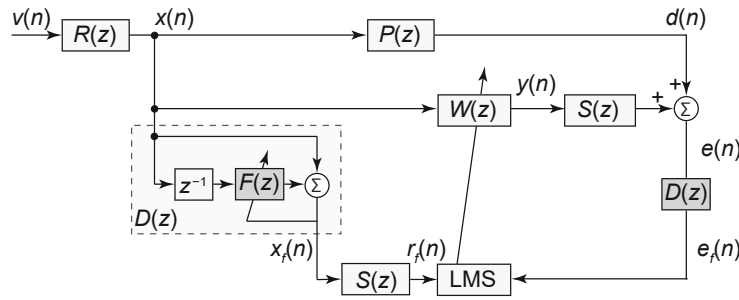 v(n) R(z) x(n) P(z) d(n)
+
W(z) y(n) S(z) + Σ
e(n)
z⁻¹ F(z) Σ D(z)
D(z)
x_f(n) r_f(n) e_f(n)
S(z) LMS